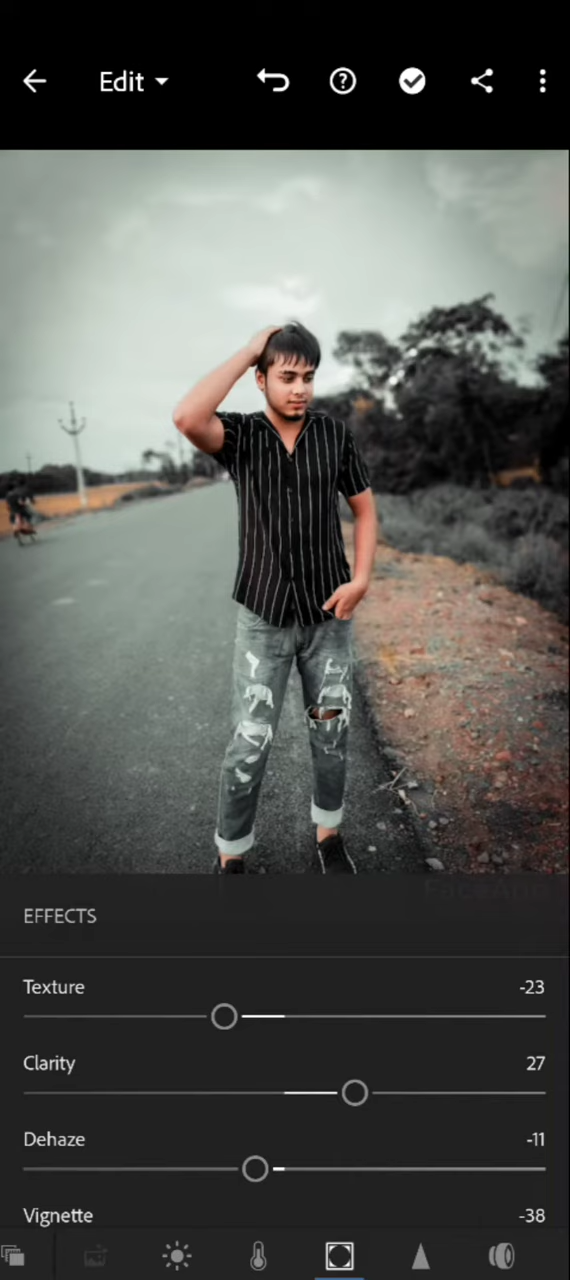 Edit
EFFECTS
Texture -23
Clarity 27
Dehaze -11
Vignette -38